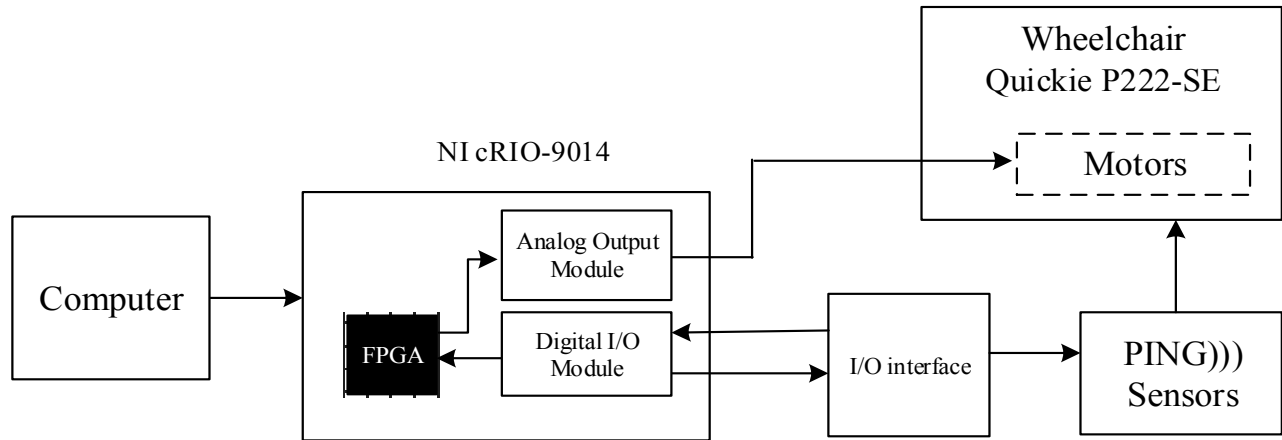 Wheelchair
Quickie P222-SE
Motors
NI cRIO-9014
Analog Output
Module
Computer
FPGA
Digital I/O
Module
I/O interface
PING)))
Sensors